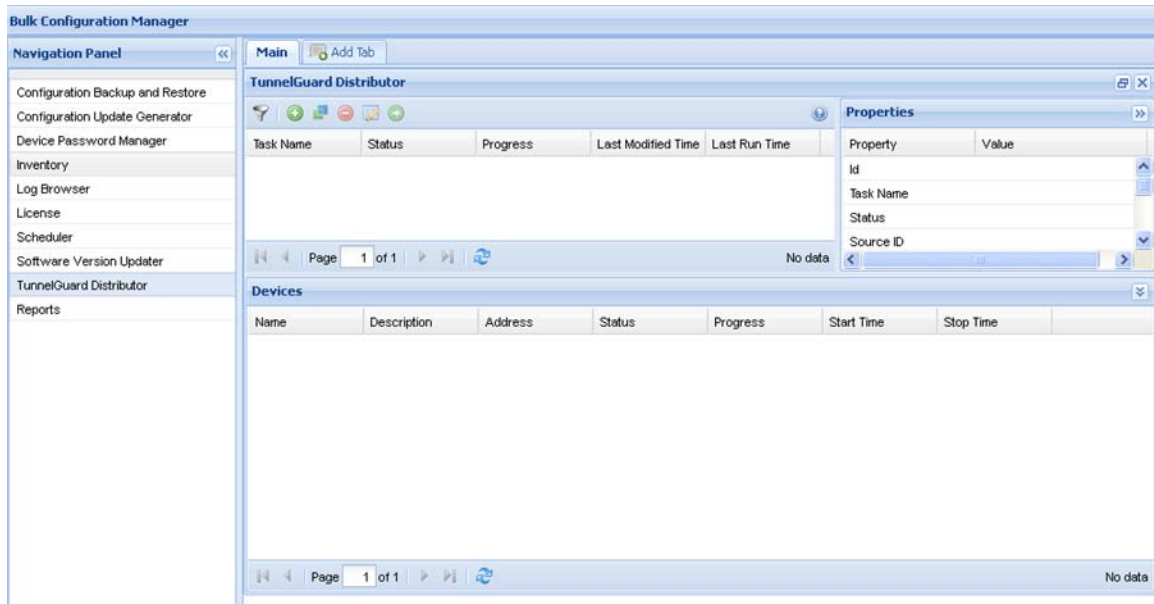 Bulk Configuration Manager
Navigation Panel
Configuration Backup and Restore
Configuration Update Generator
Device Password Manager
Inventory
Log Browser
License
Scheduler
Software Version Updater
TunnelGuard Distributor
Reports
Main Add Tab
TunnelGuard Distributor
Task Name Status Progress Last Modified Time Last Run Time
Page 1 of 1 No data
Properties
Property Value
Id
Task Name
Status
Source ID
Devices
Name Description Address Status Progress Start Time Stop Time
Page 1 of 1 No data